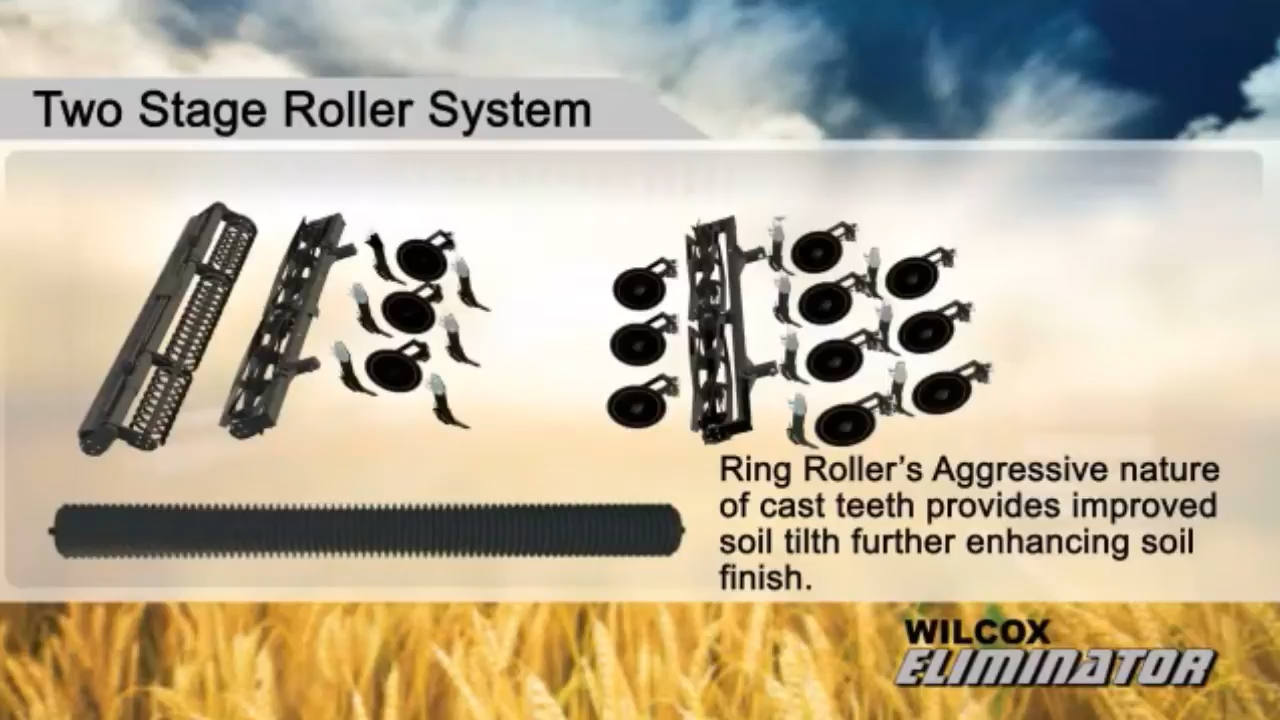 Two Stage Roller System
Ring Roller's Aggressive nature
of cast teeth provides improved
soil tilth further enhancing soil
finish.
WILCOX
ELIMINATOR